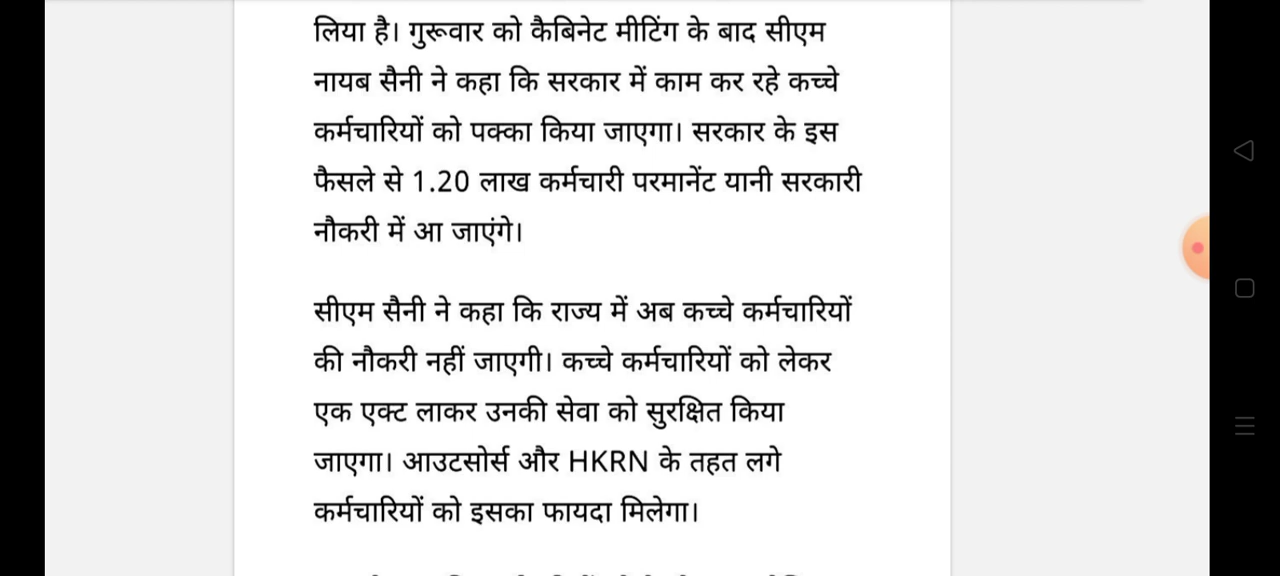 लिया है। गुरूवार को कैबिनेट मीटिंग के बाद सीएम
नायब सैनी ने कहा कि सरकार में काम कर रहे कच्चे
कर्मचारियों को पक्का किया जाएगा। सरकार के इस
फैसले से 1.20 लाख कर्मचारी परमानेंट यानी सरकारी
नौकरी में आ जाएंगे।
सीएम सैनी ने कहा कि राज्य में अब कच्चे कर्मचारियों
की नौकरी नहीं जाएगी। कच्चे कर्मचारियों को लेकर
एक एक्ट लाकर उनकी सेवा को सुरक्षित किया
जाएगा। आउटसोर्स और HKRN के तहत लगे
कर्मचारियों को इसका फायदा मिलेगा।